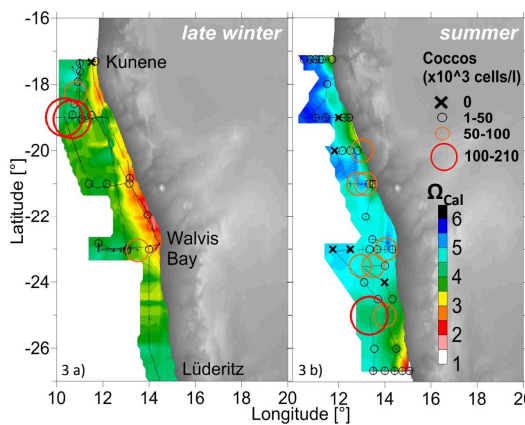 late winter
summer
-16
-18
-20
-22
-24
-26
Latitude [°]
Kunene
Walvis
Bay
Lüderitz
3 a)
3 b)
Coccos
(x10^3 cells/l)
0
1-50
50-100
100-210
ΩCal
6
5
4
3
2
1
10 12 14 16 18 20
10 12 14 16 18 20
Longitude [°]